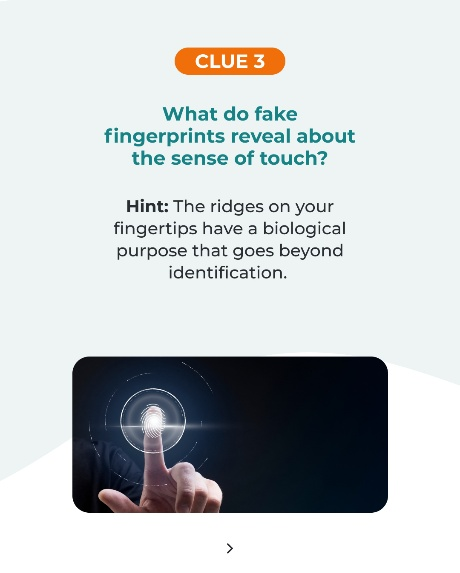 CLUE 3
What do fake
fingerprints reveal about
the sense of touch?
Hint: The ridges on your
fingertips have a biological
purpose that goes beyond
identification.